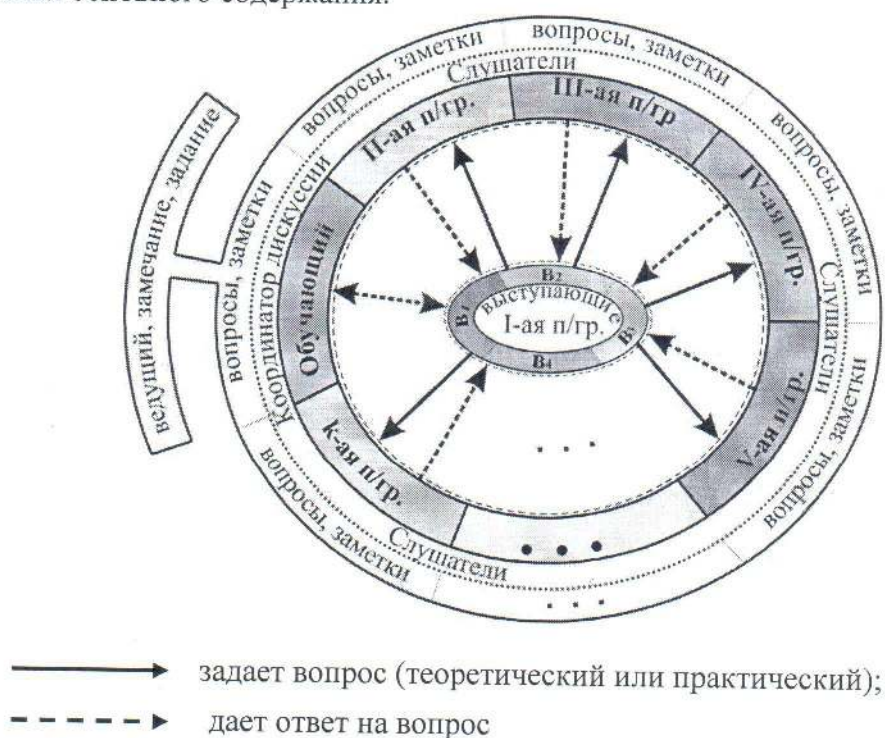 вного содержания.
вопросы, заметки
вопросы, заметки
Слушатели
II-ая п/гр.
III-ая п/гр
IV-ая п/гр.
вопросы, заметки
ведущий, замечание, задание
вопросы, заметки
Координатор дискуссии
Обучающий
В₁
В₂
выступающие
I-ая п/гр.
В₃
В₄
Слушатели
V-ая п/гр.
вопросы, заметки
k-ая п/гр.
. . .
• • •
Слушатели
вопросы, заметки
. . .
задает вопрос (теоретический или практический);
дает ответ на вопрос